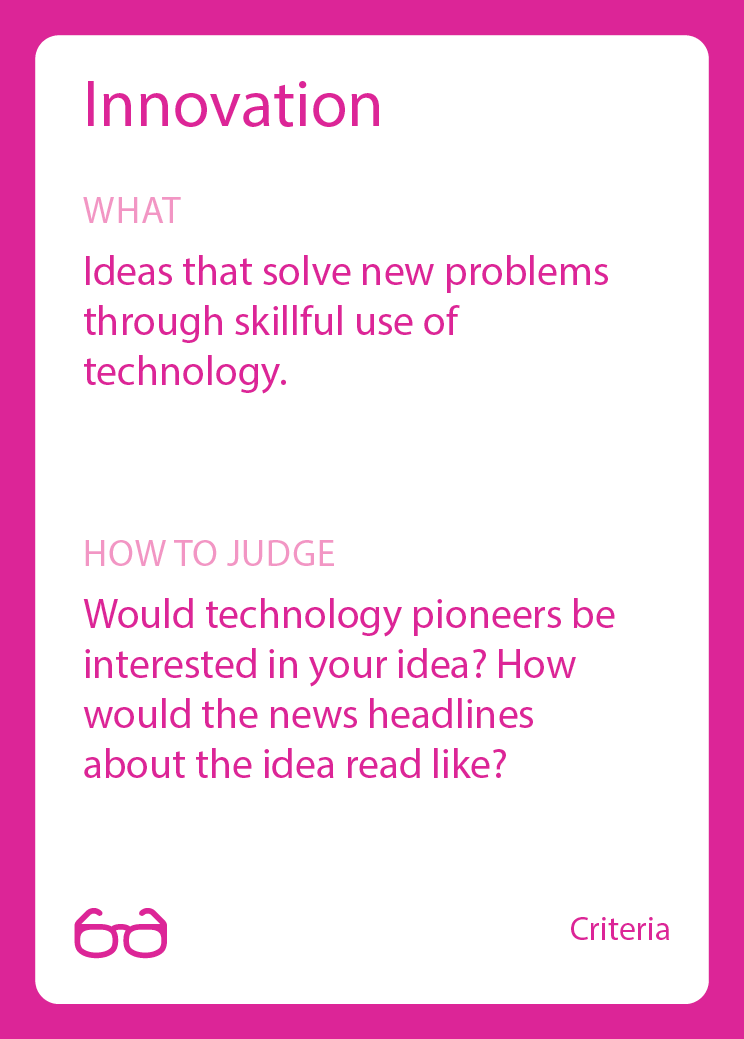 Innovation
WHAT
Ideas that solve new problems
through skillful use of
technology.
HOW TO JUDGE
Would technology pioneers be
interested in your idea? How
would the news headlines
about the idea read like?
Criteria